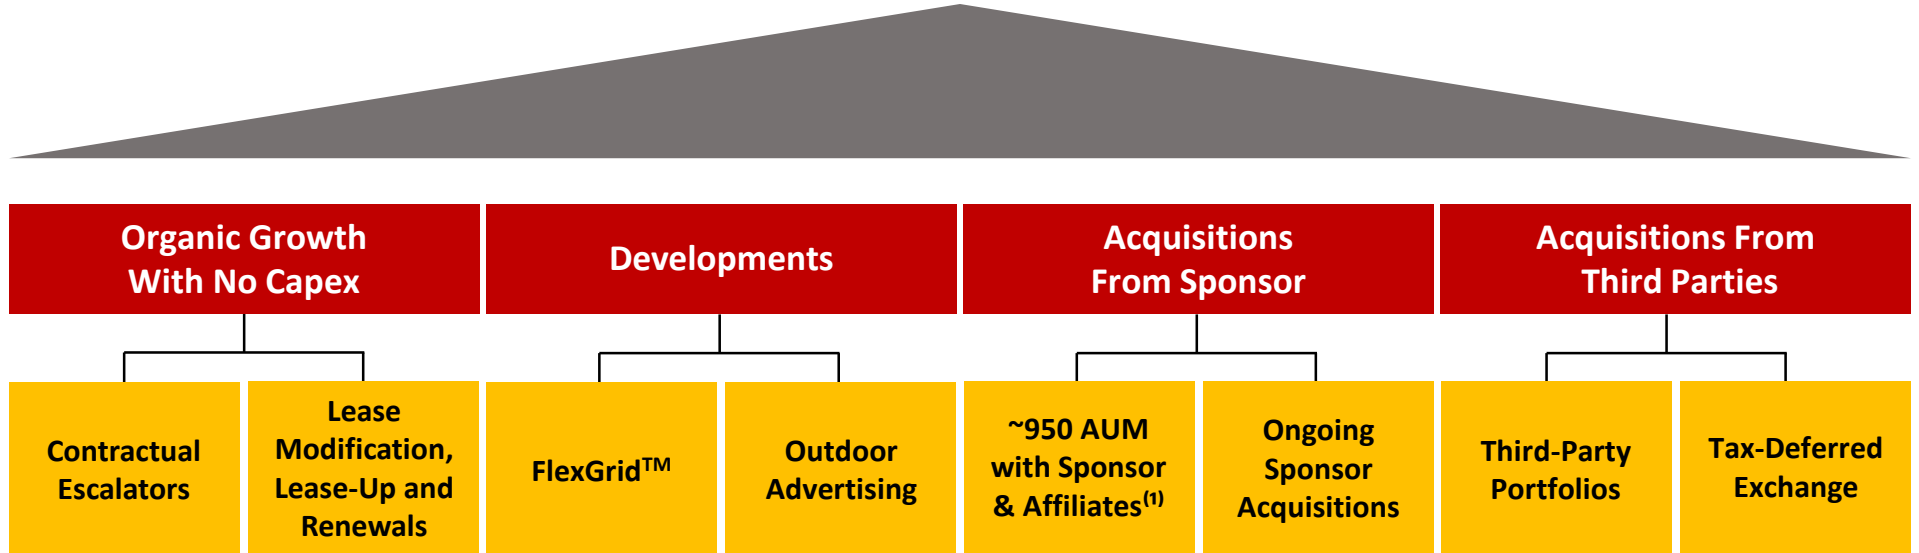 Organic Growth
With No Capex
Developments
Acquisitions
From Sponsor
Acquisitions From
Third Parties
Contractual
Escalators
Lease
Modification,
Lease-Up and
Renewals
FlexGrid™
Outdoor
Advertising
~950 AUM
with Sponsor
& Affiliates⁽¹⁾
Ongoing
Sponsor
Acquisitions
Third-Party
Portfolios
Tax-Deferred
Exchange